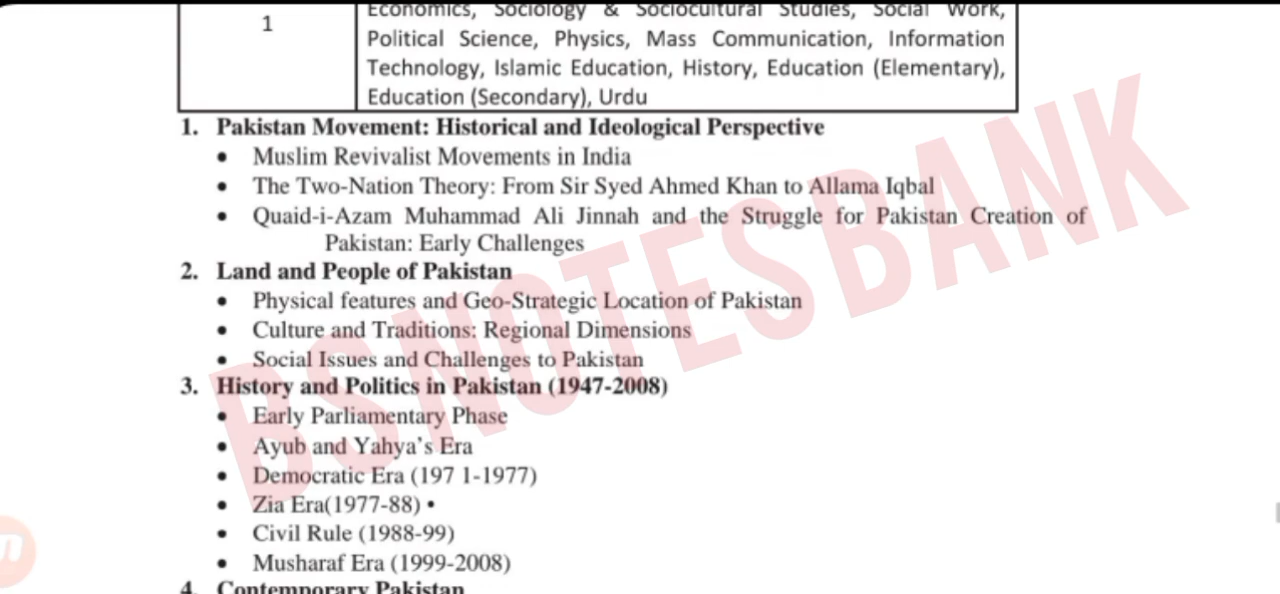 Economics, Sociology & Sociocultural Studies, Social Work,
1
Political Science, Physics, Mass Communication, Information
Technology, Islamic Education, History, Education (Elementary),
Education (Secondary), Urdu
1. Pakistan Movement: Historical and Ideological Perspective
• Muslim Revivalist Movements in India
• The Two-Nation Theory: From Sir Syed Ahmed Khan to Allama Iqbal
• Quaid-i-Azam Muhammad Ali Jinnah and the Struggle for Pakistan Creation of
Pakistan: Early Challenges
2. Land and People of Pakistan
• Physical features and Geo-Strategic Location of Pakistan
• Culture and Traditions: Regional Dimensions
• Social Issues and Challenges to Pakistan
3. History and Politics in Pakistan (1947-2008)
• Early Parliamentary Phase
• Ayub and Yahya’s Era
• Democratic Era (197 1-1977)
• Zia Era(1977-88) •
• Civil Rule (1988-99)
• Musharaf Era (1999-2008)
4. Contemporary Pakistan
BSNOTESBANK